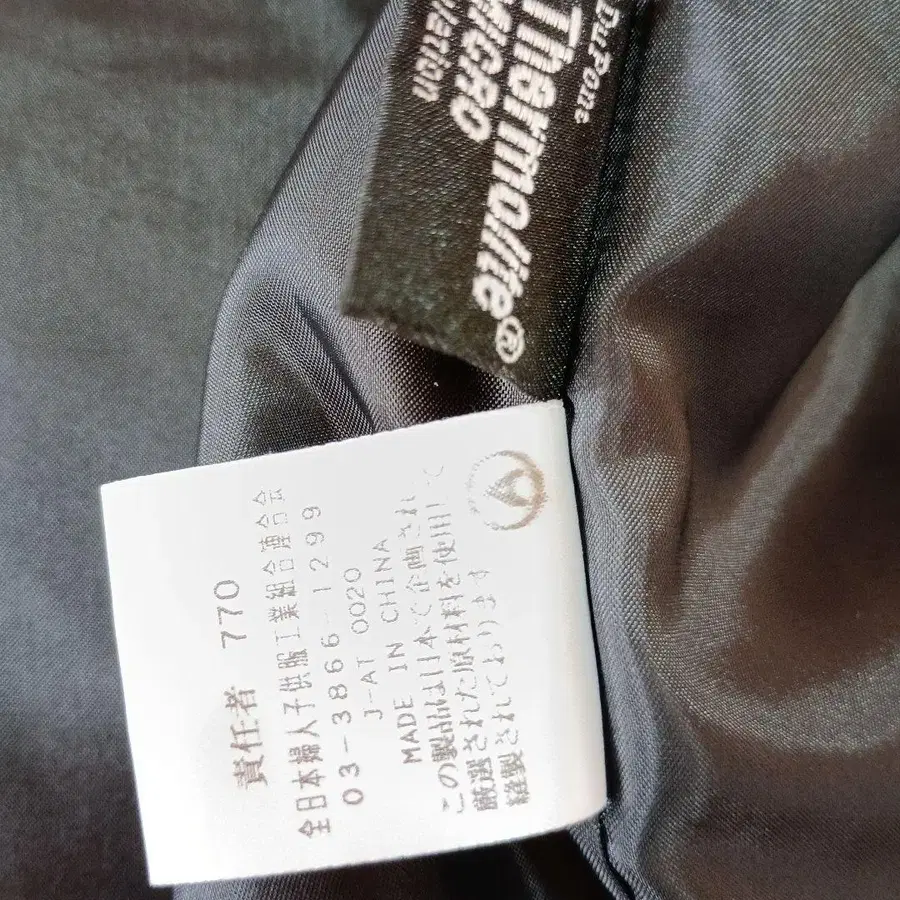 DuPont
Thermolite®
MICRO
責任者 770
全日本婦人子供服工業組合連合会
03-3866-1299
J-AT 0020
MADE IN CHINA
この製品は日本で企画され
厳選された原材料を使用して
縫製されております